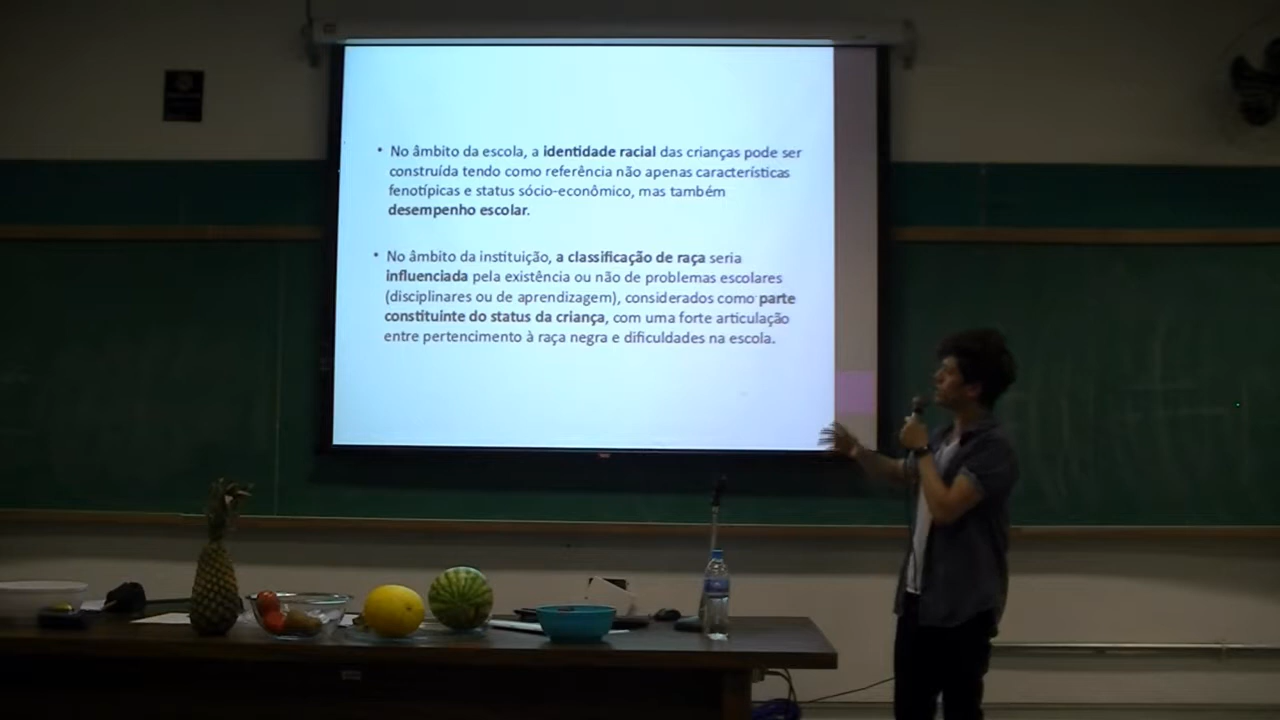 • No âmbito da escola, a identidade racial das crianças pode ser
construída tendo como referência não apenas características
fenotípicas e status sócio-econômico, mas também
desempenho escolar.
• No âmbito da instituição, a classificação de raça seria
influenciada pela existência ou não de problemas escolares
(disciplinares ou de aprendizagem), considerados como parte
constituinte do status da criança, com uma forte articulação
entre pertencimento à raça negra e dificuldades na escola.